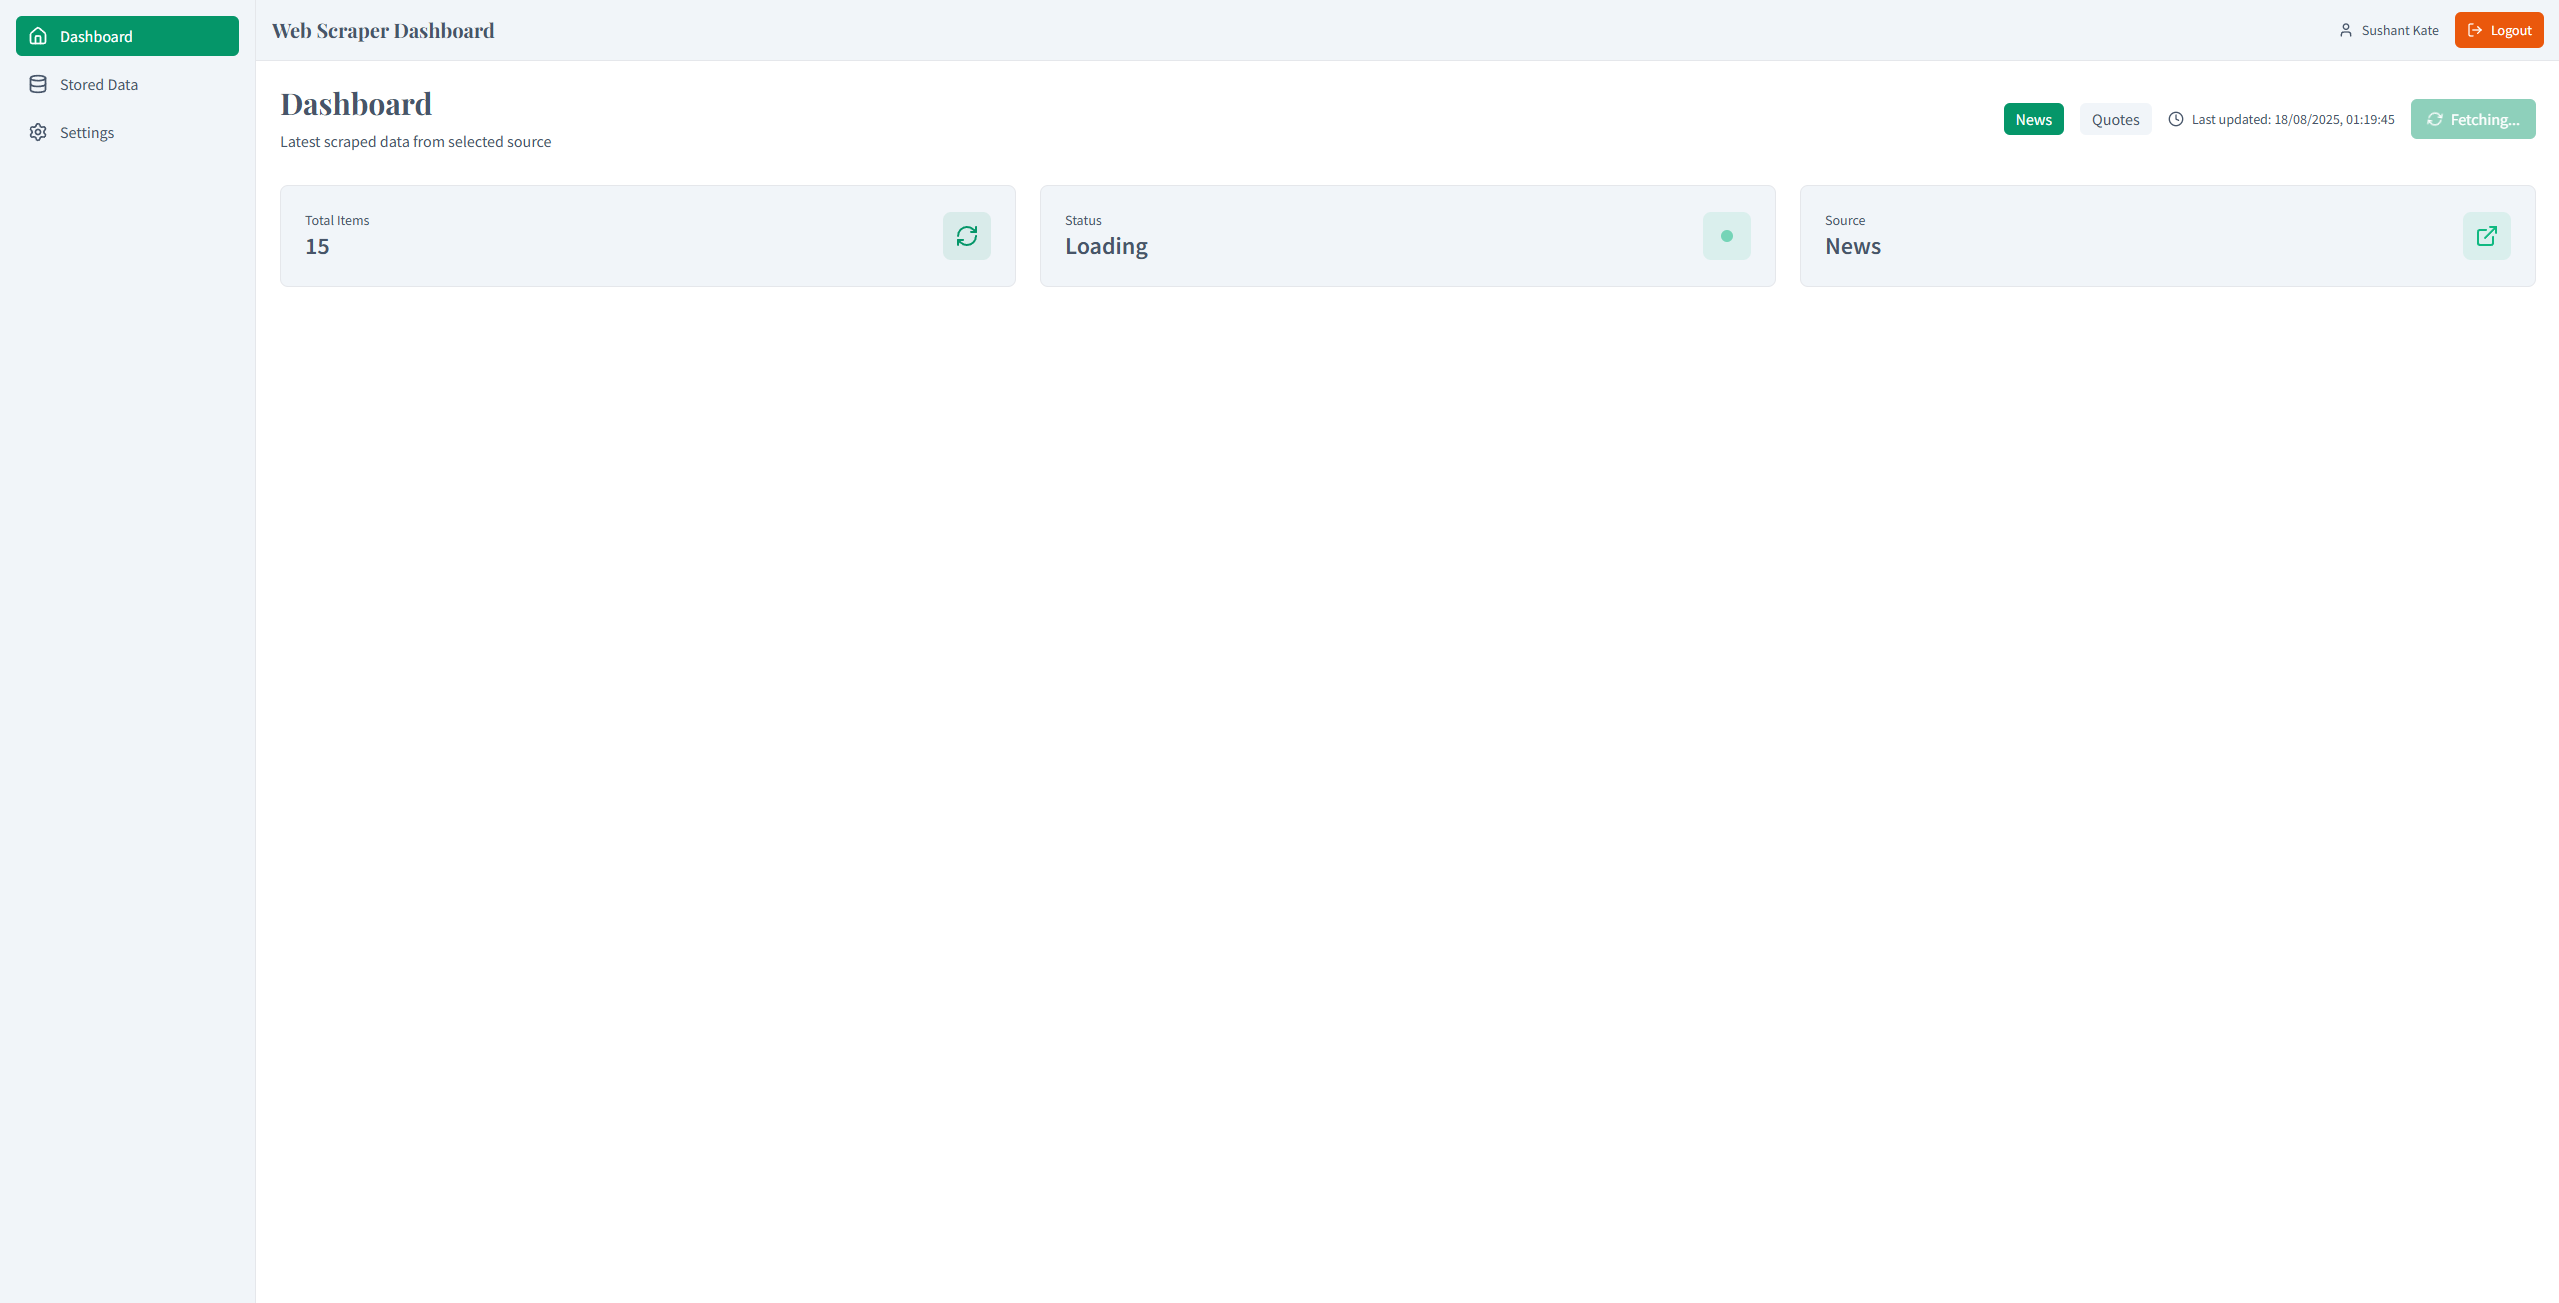 Dashboard
Stored Data
Settings
Web Scraper Dashboard
Sushant Kate
Logout
Dashboard
Latest scraped data from selected source
News
Quotes
Last updated: 18/08/2025, 01:19:45
Fetching...
Total Items
15
Status
Loading
Source
News